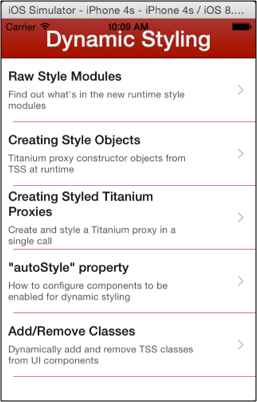 iOS Simulator - iPhone 4s - iPhone 4s / iOS 8....
Carrier 10:09 AM
Dynamic Styling
Raw Style Modules
Find out what's in the new runtime style
modules
Creating Style Objects
Titanium proxy constructor objects from
TSS at runtime
Creating Styled Titanium
Proxies
Create and style a Titanium proxy in a
single call
"autoStyle" property
How to configure components to be
enabled for dynamic styling
Add/Remove Classes
Dynamically add and remove TSS classes
from UI components